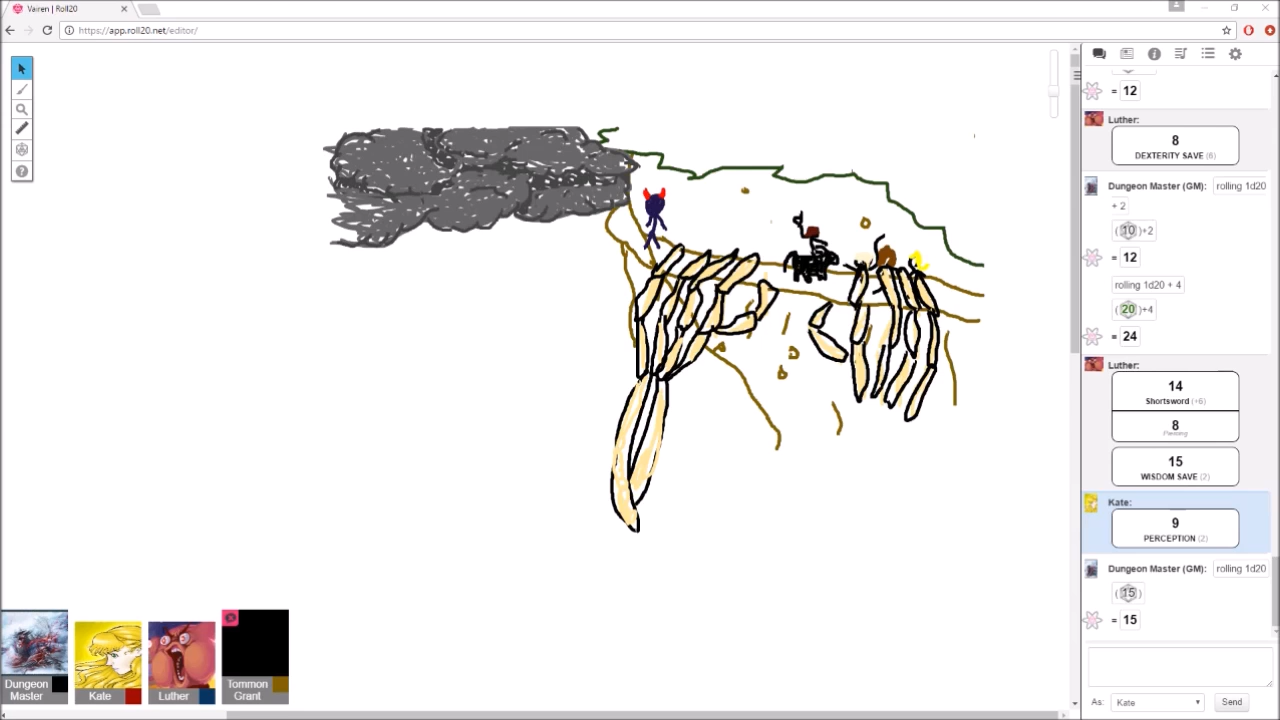 Vairen | Roll20
https://app.roll20.net/editor/
= 12
Luther:
8
DEXTERITY SAVE (6)
Dungeon Master (GM): rolling 1d20
+ 2
(10)+2
= 12
rolling 1d20 + 4
(20)+4
= 24
Luther:
14
Shortsword (+6)
8
Piercing
15
WISDOM SAVE (2)
Kate:
9
PERCEPTION (2)
Dungeon Master (GM): rolling 1d20
(15)
= 15
As: Kate Send
Dungeon
Master
Kate
Luther
Tommon
Grant